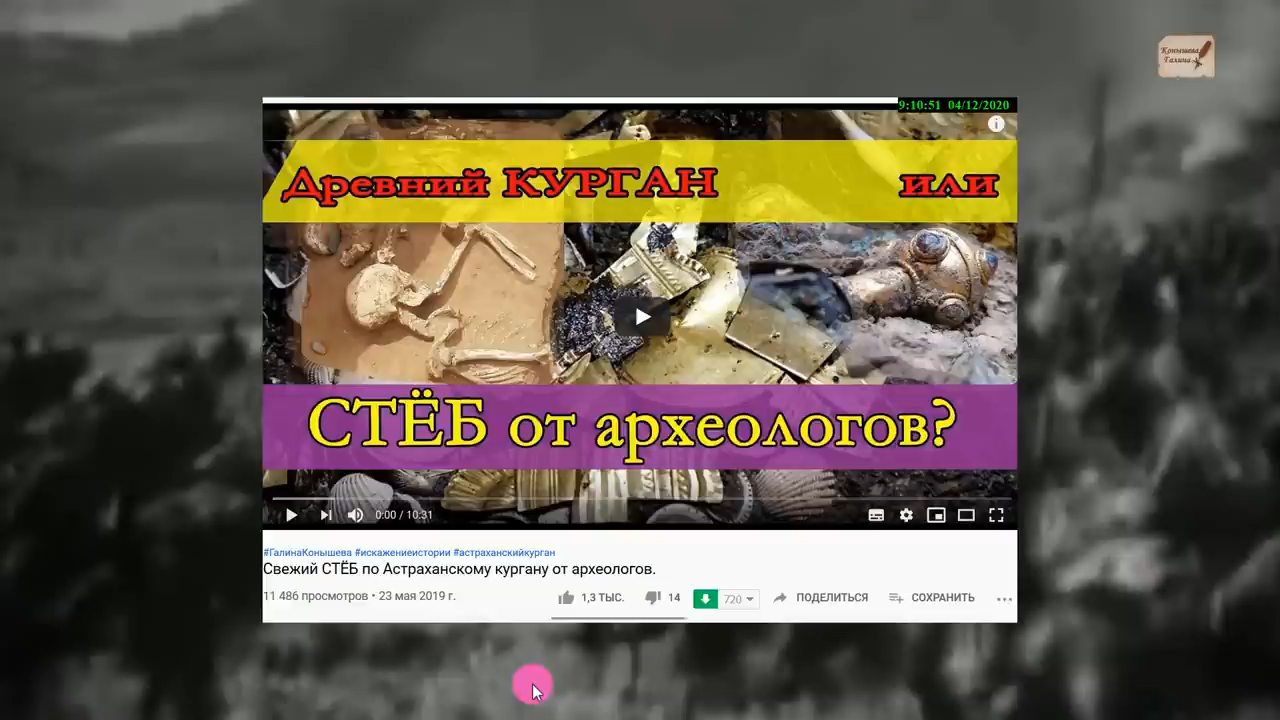 Конышева
Галина
9:10:51 04/12/2020
Древний КУРГАН или
СТЁБ от археологов?
0:00 / 10:31
#ГалинаКонышева #искажениеистории #астраханскийкурган
Свежий СТЁБ по Астраханскому кургану от археологов.
11 486 просмотров • 23 мая 2019 г.
1,3 ТЫС. 14 720 ПОДЕЛИТЬСЯ СОХРАНИТЬ